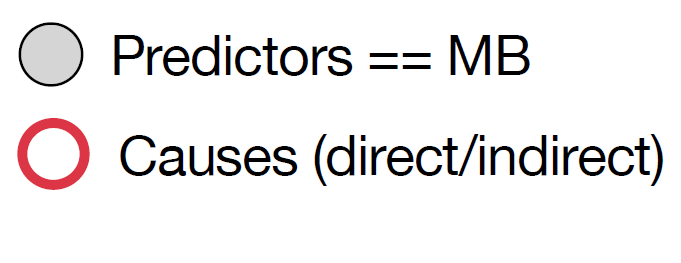 Predictors == MB
Causes (direct/indirect)